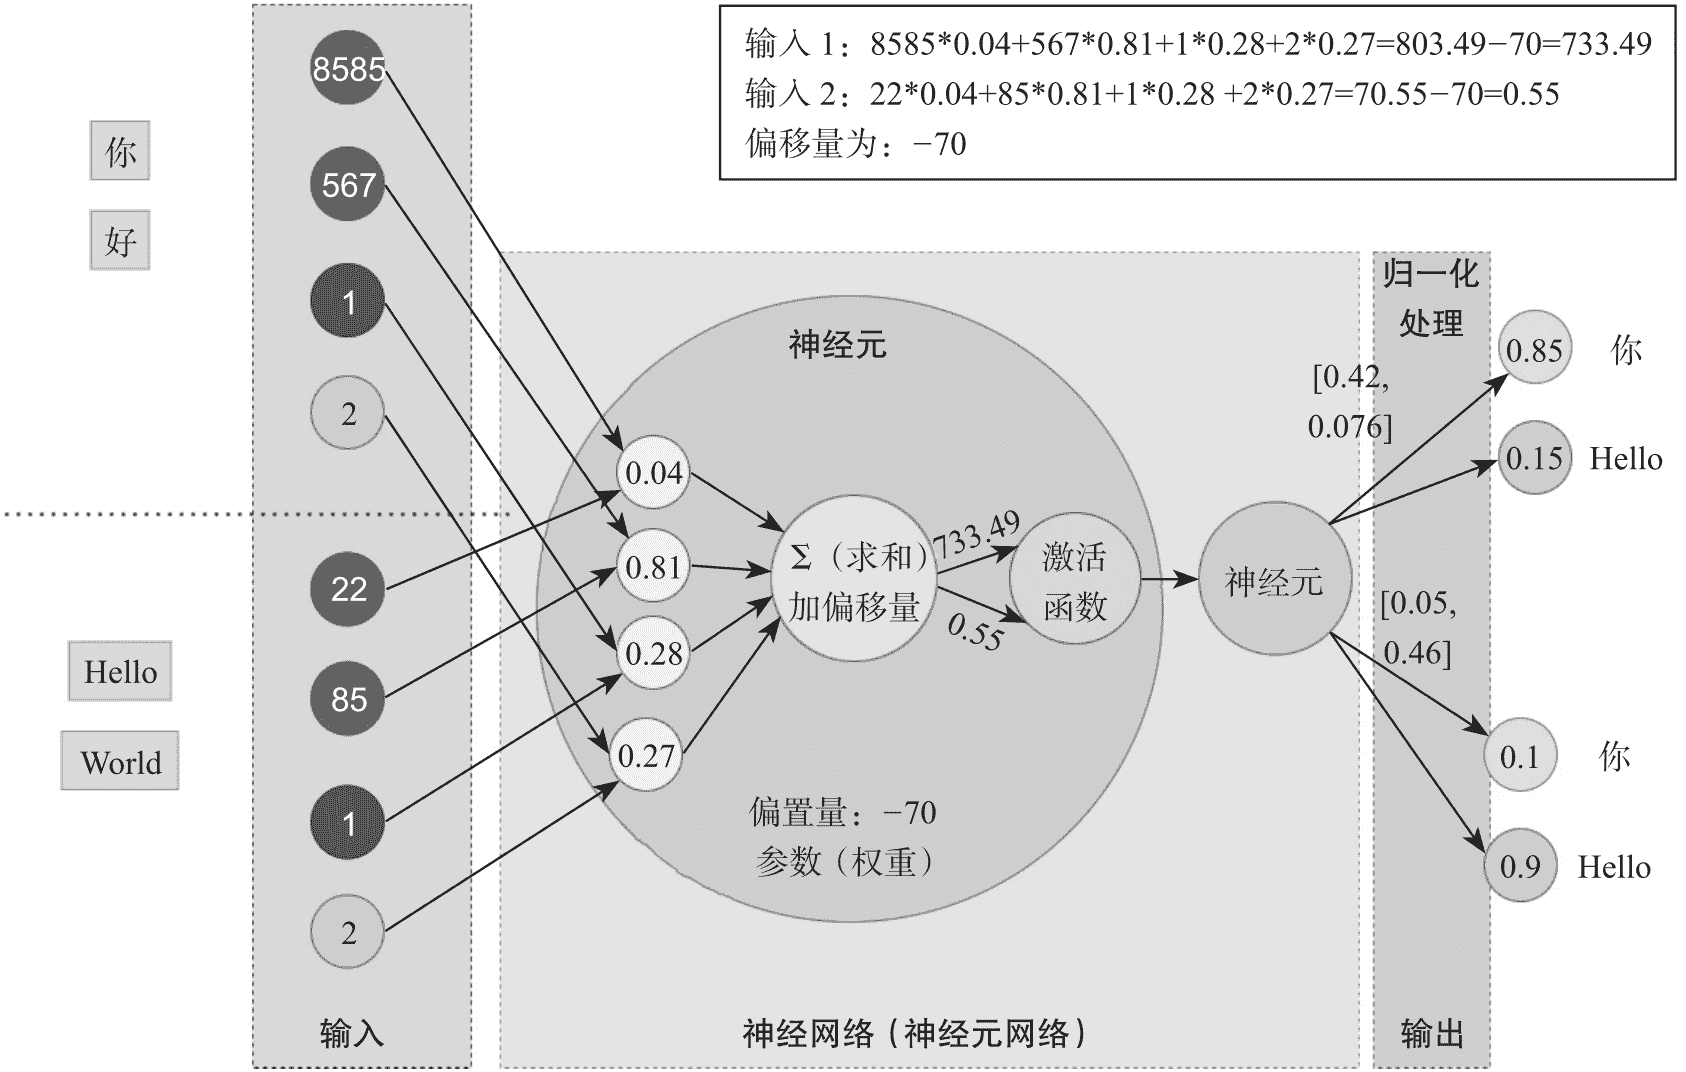 输入1：8585*0.04+567*0.81+1*0.28+2*0.27=803.49−70=733.49
输入2：22*0.04+85*0.81+1*0.28 +2*0.27=70.55−70=0.55
偏移量为：−70
你
好
8585
567
1
2
Hello
World
22
85
1
2
输入
神经元
0.04
0.81
0.28
0.27
Σ（求和）
加偏移量
733.49
0.55
激活
函数
偏置量：−70
参数（权重）
神经元
神经网络（神经元网络）
归一化
处理
[0.42,
0.076]
[0.05,
0.46]
0.85 你
0.15 Hello
0.1 你
0.9 Hello
输出